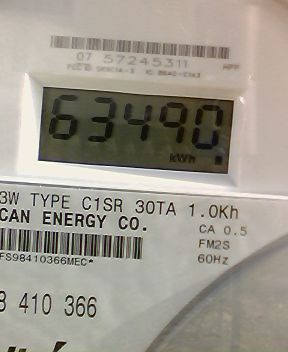 07 57245311
63490
kWh
3W TYPE C1SR 30TA 1.0Kh
CAN ENERGY CO.
CA 0.5
FM2S
60Hz
FS98410366MEC*
8 410 366